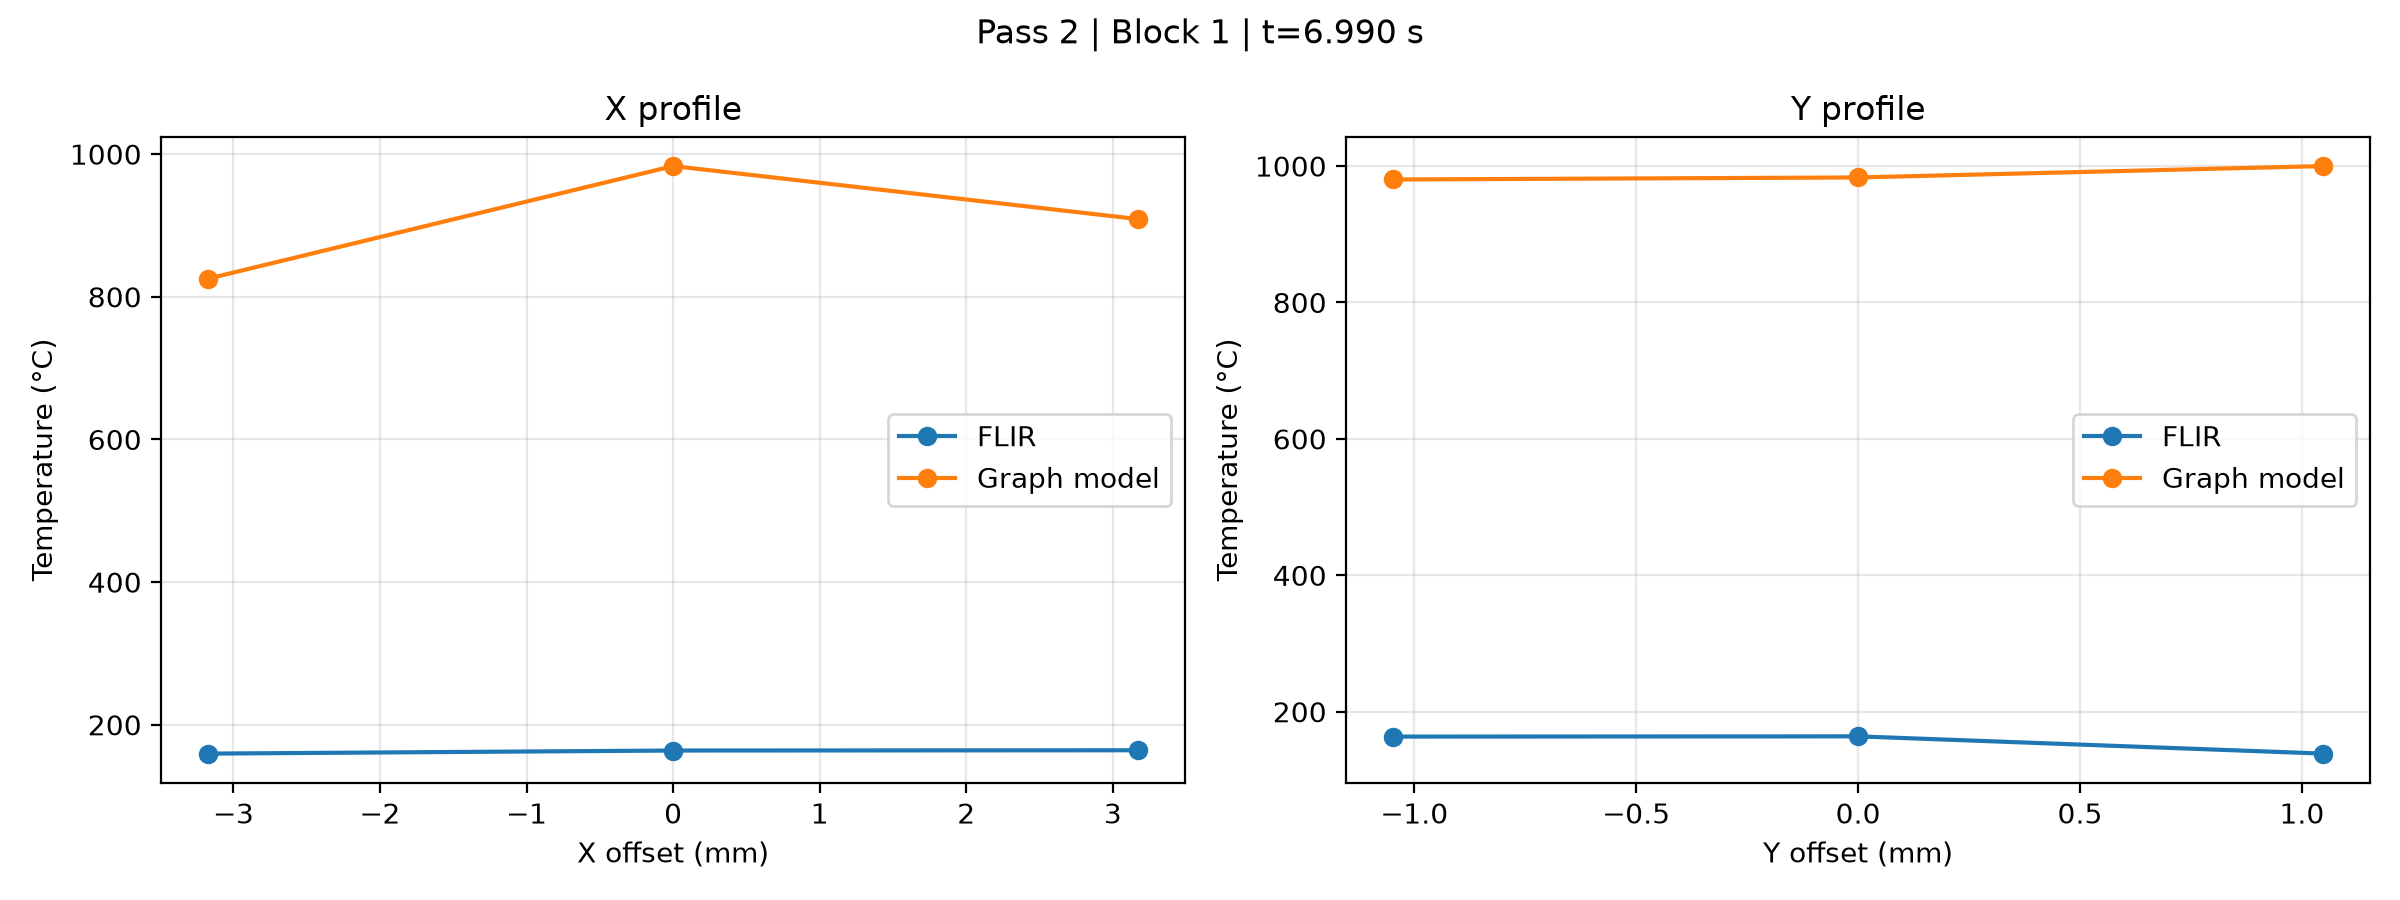 Pass 2 | Block 1 | t=6.990 s
X profile
1000
800
600
400
200
Temperature (°C)
−3 −2 −1 0 1 2 3
X offset (mm)
FLIR
Graph model
Y profile
1000
800
600
400
200
Temperature (°C)
−1.0 −0.5 0.0 0.5 1.0
Y offset (mm)
FLIR
Graph model